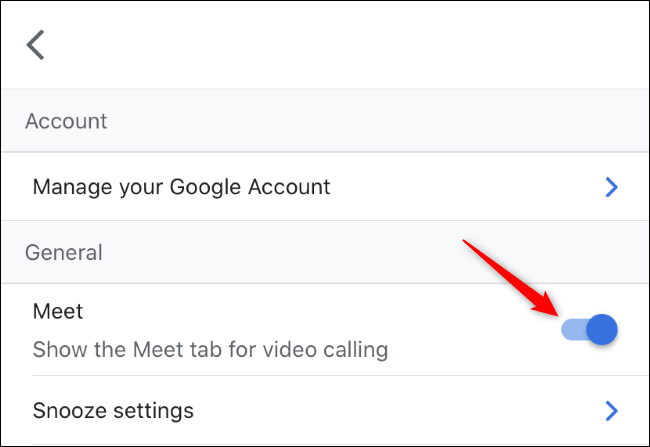 Account
Manage your Google Account
General
Meet
Show the Meet tab for video calling
Snooze settings